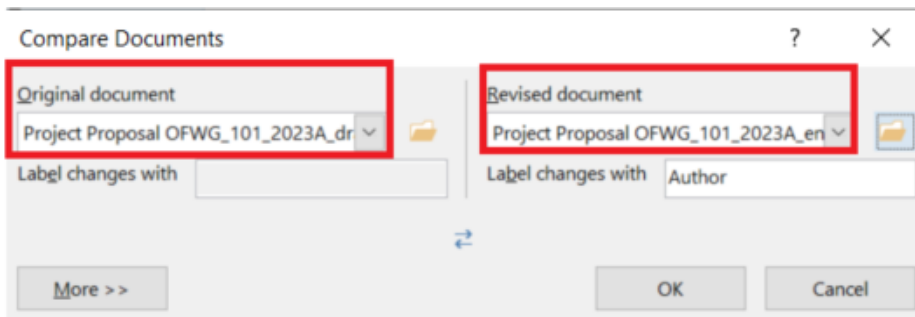 Compare Documents ? ×
Original document
Project Proposal OFWG_101_2023A_dr
Label changes with
Revised document
Project Proposal OFWG_101_2023A_en
Label changes with Author
More >>
OK
Cancel